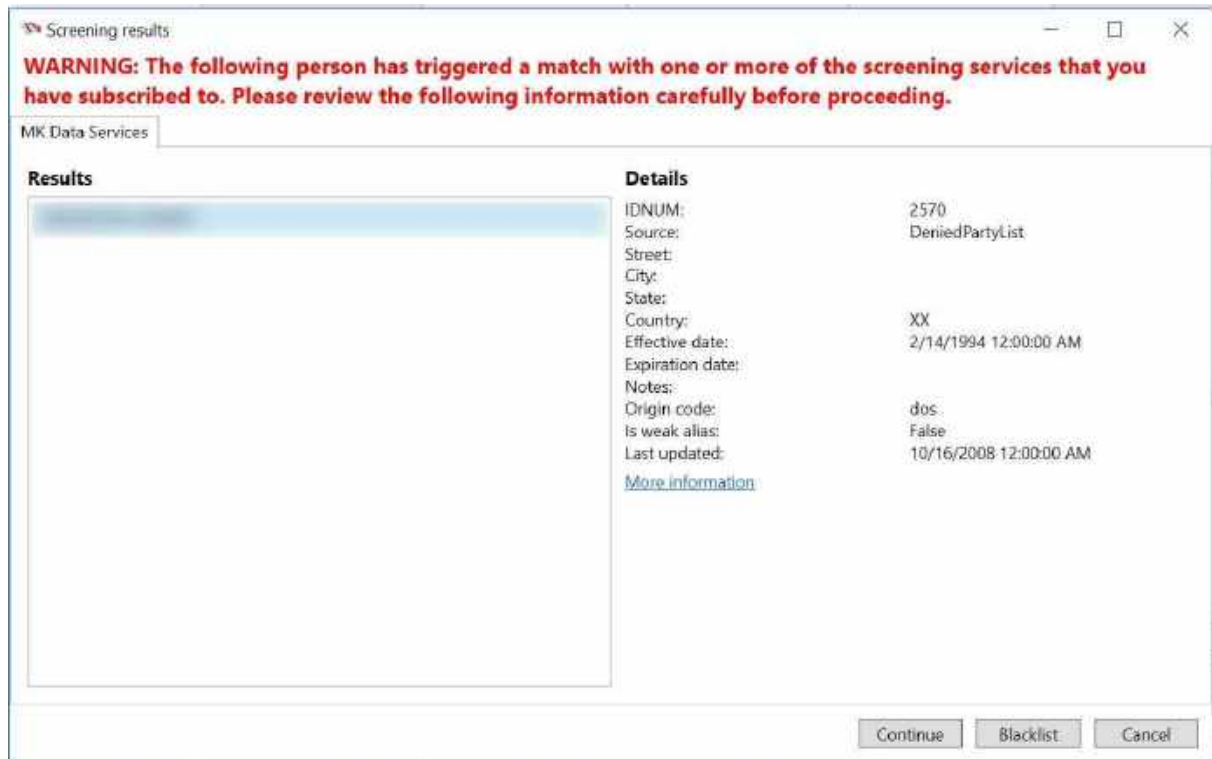 Screening results
WARNING: The following person has triggered a match with one or more of the screening services that you
have subscribed to. Please review the following information carefully before proceeding.
MK Data Services
Results
Details
IDNUM: 2570
Source: DeniedPartyList
Street:
City:
State:
Country: XX
Effective date: 2/14/1994 12:00:00 AM
Expiration date:
Notes:
Origin code: dos
Is weak alias: False
Last updated: 10/16/2008 12:00:00 AM
More information
Continue Blacklist Cancel